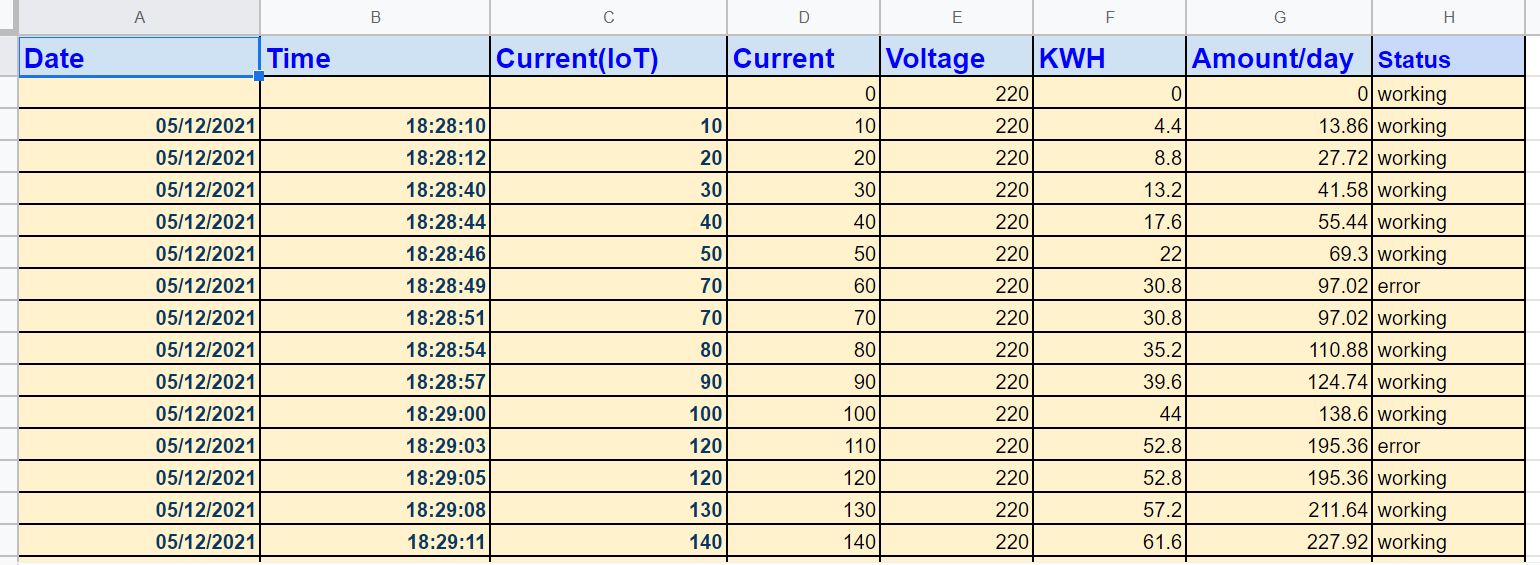 A B C D E F G H
Date Time Current(IoT) Current Voltage KWH Amount/day Status
0 220 0 0 working
05/12/2021 18:28:10 10 10 220 4.4 13.86 working
05/12/2021 18:28:12 20 20 220 8.8 27.72 working
05/12/2021 18:28:40 30 30 220 13.2 41.58 working
05/12/2021 18:28:44 40 40 220 17.6 55.44 working
05/12/2021 18:28:46 50 50 220 22 69.3 working
05/12/2021 18:28:49 70 60 220 30.8 97.02 error
05/12/2021 18:28:51 70 70 220 30.8 97.02 working
05/12/2021 18:28:54 80 80 220 35.2 110.88 working
05/12/2021 18:28:57 90 90 220 39.6 124.74 working
05/12/2021 18:29:00 100 100 220 44 138.6 working
05/12/2021 18:29:03 120 110 220 52.8 195.36 error
05/12/2021 18:29:05 120 120 220 52.8 195.36 working
05/12/2021 18:29:08 130 130 220 57.2 211.64 working
05/12/2021 18:29:11 140 140 220 61.6 227.92 working